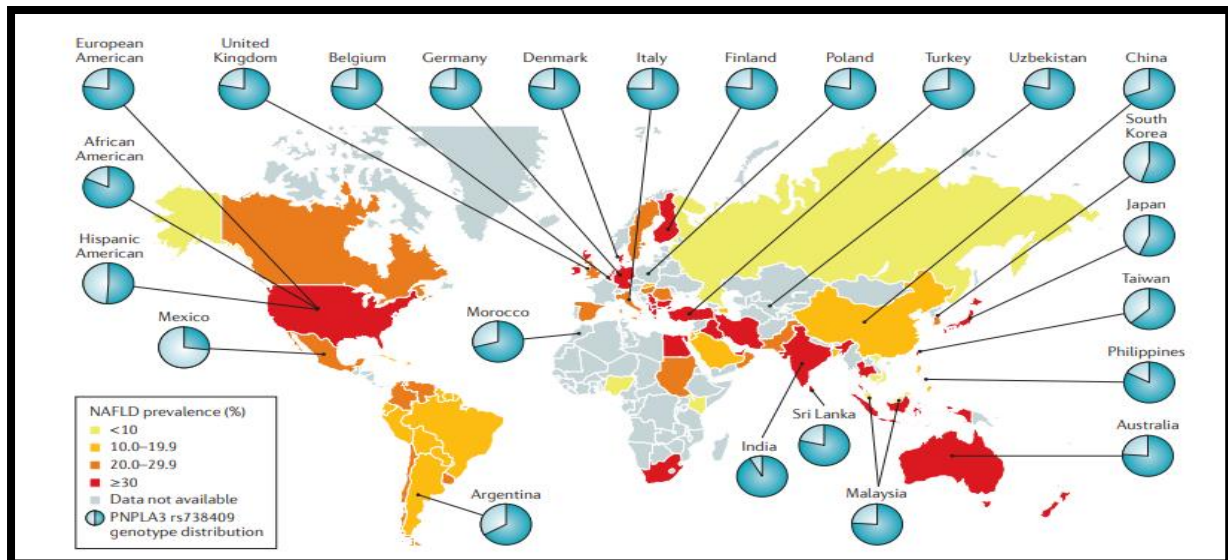 European
American
United
Kingdom
Belgium
Germany
Denmark
Italy
Finland
Poland
Turkey
Uzbekistan
China
South
Korea
African
American
Japan
Hispanic
American
Taiwan
Mexico
Morocco
Philippines
NAFLD prevalence (%)
<10
10.0–19.9
20.0–29.9
≥30
Data not available
PNPLA3 rs738409
genotype distribution
Sri Lanka
India
Australia
Malaysia
Argentina